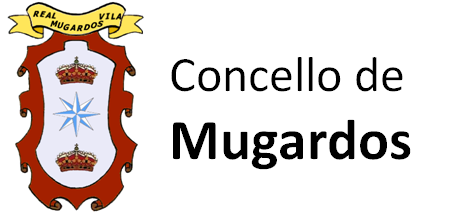 REAL VILA
MUGARDOS
Concello de
Mugardos